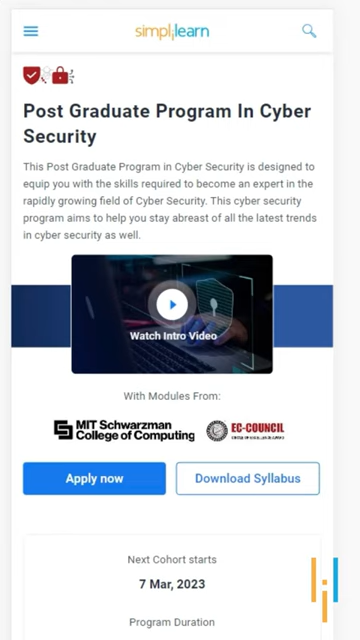 simplilearn
Post Graduate Program In Cyber
Security
This Post Graduate Program in Cyber Security is designed to
equip you with the skills required to become an expert in the
rapidly growing field of Cyber Security. This cyber security
program aims to help you stay abreast of all the latest trends
in cyber security as well.
Watch Intro Video
With Modules From:
MIT Schwarzman
College of Computing
EC-COUNCIL
Apply now
Download Syllabus
Next Cohort starts
7 Mar, 2023
Program Duration